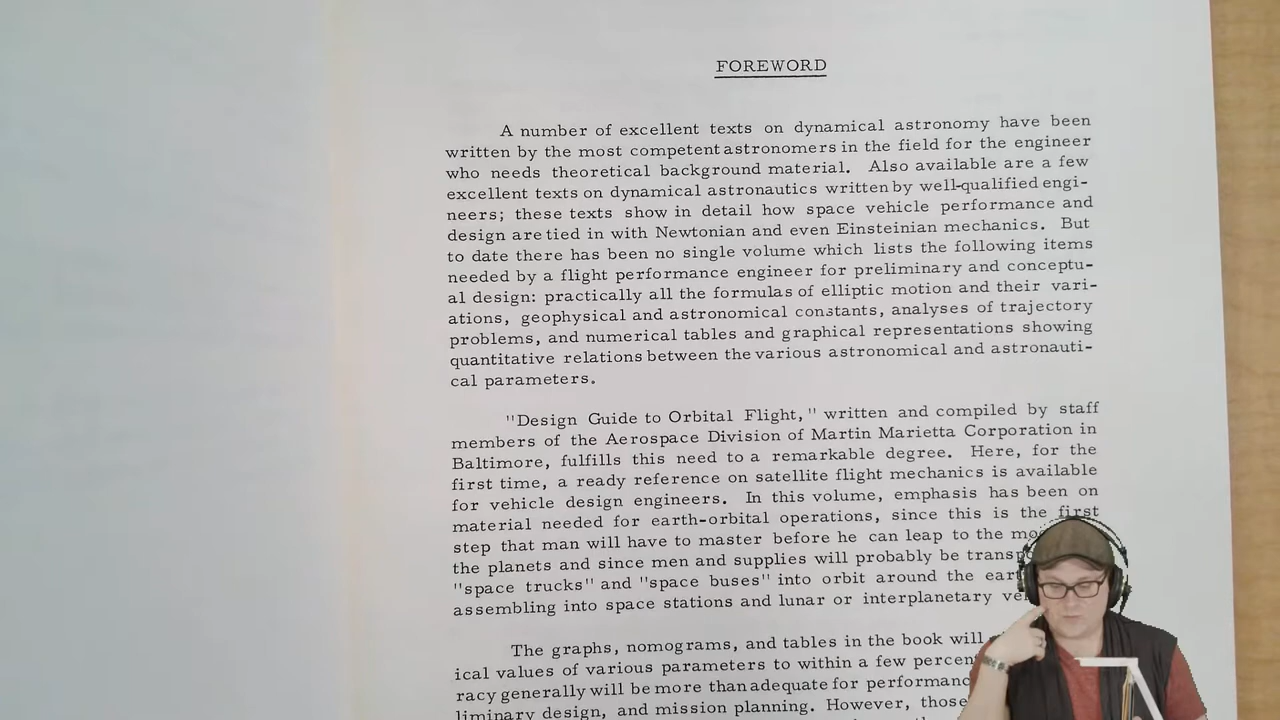 FOREWORD
A number of excellent texts on dynamical astronomy have been
written by the most competent astronomers in the field for the engineer
who needs theoretical background material. Also available are a few
excellent texts on dynamical astronautics written by well-qualified engi-
neers; these texts show in detail how space vehicle performance and
design are tied in with Newtonian and even Einsteinian mechanics. But
to date there has been no single volume which lists the following items
needed by a flight performance engineer for preliminary and conceptu-
al design: practically all the formulas of elliptic motion and their vari-
ations, geophysical and astronomical constants, analyses of trajectory
problems, and numerical tables and graphical representations showing
quantitative relations between the various astronomical and astronauti-
cal parameters.
"Design Guide to Orbital Flight," written and compiled by staff
members of the Aerospace Division of Martin Marietta Corporation in
Baltimore, fulfills this need to a remarkable degree. Here, for the
first time, a ready reference on satellite flight mechanics is available
for vehicle design engineers. In this volume, emphasis has been on
material needed for earth-orbital operations, since this is the first
step that man will have to master before he can leap to the
the planets and since men and supplies will probably be
"space trucks" and "space buses" into orbit around the
assembling into space stations and lunar or interplanetary
The graphs, nomograms, and tables in the book will
ical values of various parameters to within a few percent
racy generally will be more than adequate for
liminary design, and mission planning. However, those